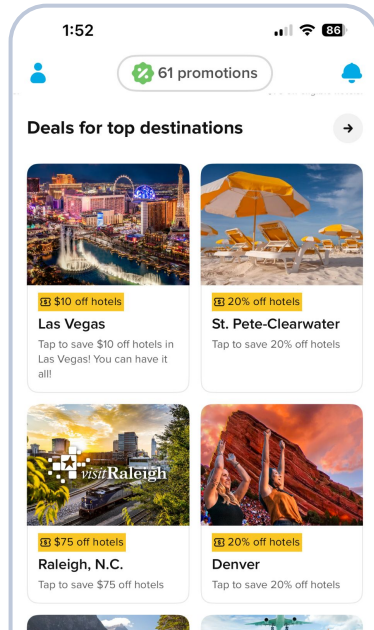 1:52
86
61 promotions
Deals for top destinations
$10 off hotels
20% off hotels
Las Vegas
St. Pete-Clearwater
Tap to save $10 off hotels in
Las Vegas! You can have it
all!
Tap to save 20% off hotels
visitRaleigh
$75 off hotels
20% off hotels
Raleigh, N.C.
Denver
Tap to save $75 off hotels
Tap to save 20% off hotels